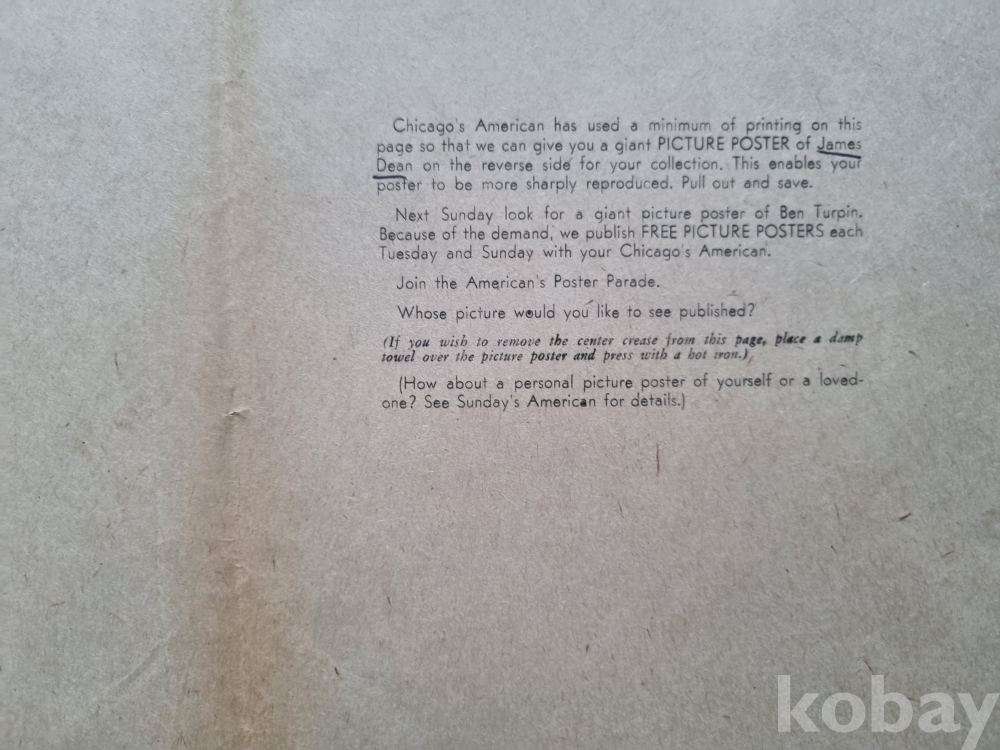 Chicago's American has used a minimum of printing on this
page so that we can give you a giant PICTURE POSTER of James
Dean on the reverse side for your collection. This enables your
poster to be more sharply reproduced. Pull out and save.
Next Sunday look for a giant picture poster of Ben Turpin.
Because of the demand, we publish FREE PICTURE POSTERS each
Tuesday and Sunday with your Chicago's American.
Join the American's Poster Parade.
Whose picture would you like to see published?
(If you wish to remove the center crease from this page, place a damp
towel over the picture poster and press with a hot iron.)
(How about a personal picture poster of yourself or a loved-
one? See Sunday's American for details.)
kobay